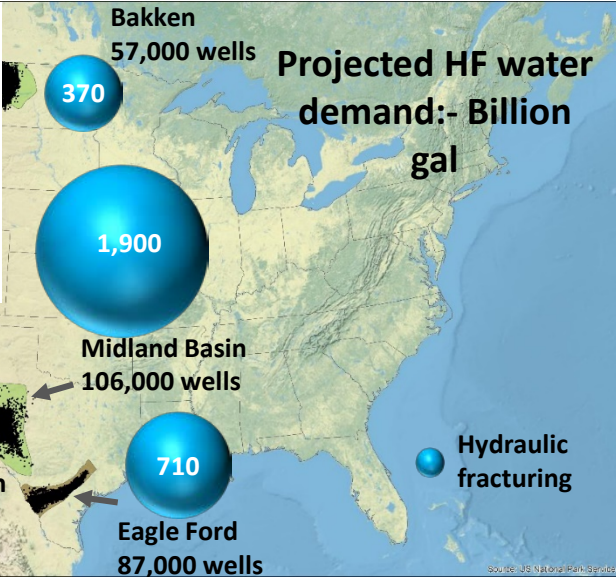 Bakken
57,000 wells
Projected HF water
demand:- Billion
gal
370
1,900
Midland Basin
106,000 wells
710
Hydraulic
fracturing
Eagle Ford
87,000 wells
Source: US National Park Service